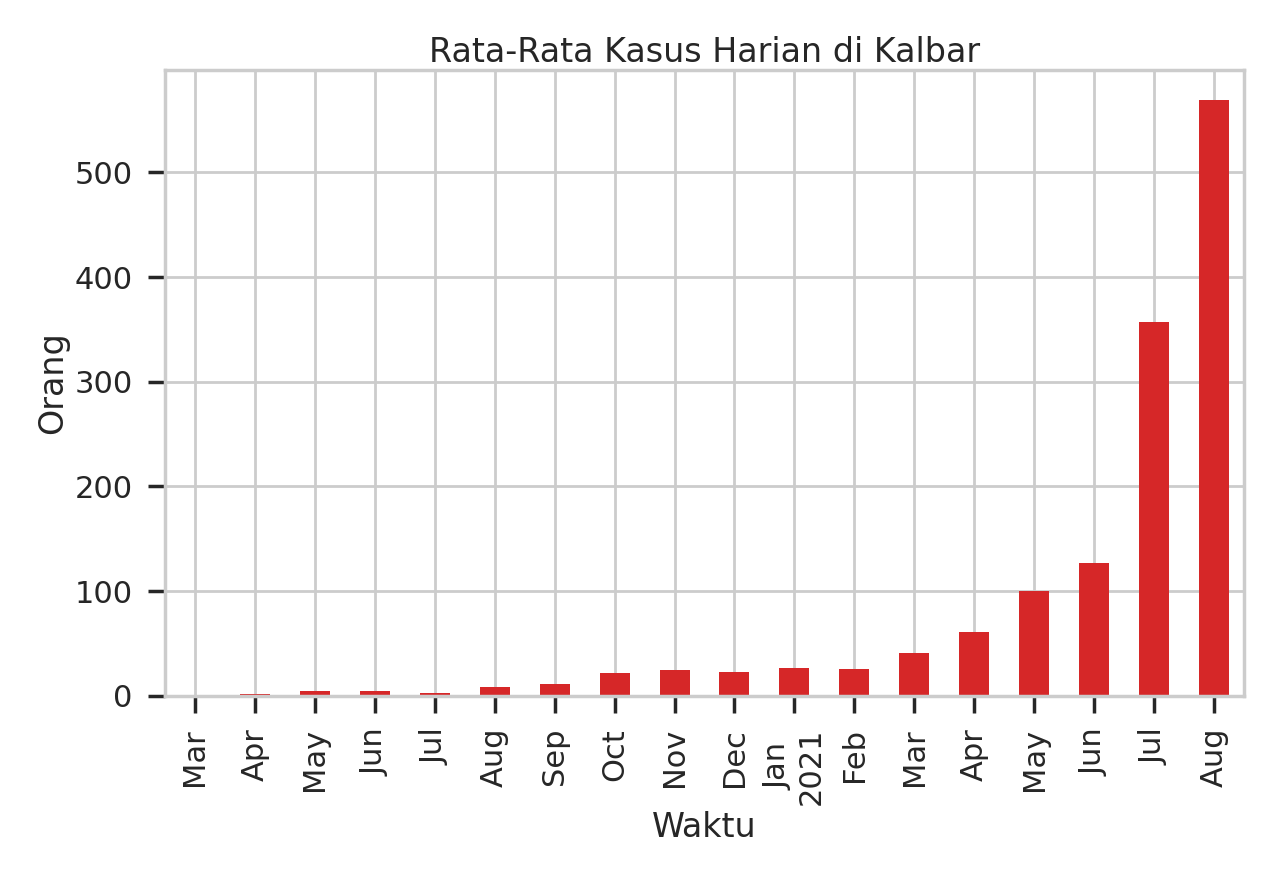 Rata-Rata Kasus Harian di Kalbar
500
400
300
200
100
0
Orang
Mar
Apr
May
Jun
Jul
Aug
Sep
Oct
Nov
Dec
Jan
2021
Feb
Mar
Apr
May
Jun
Jul
Aug
Waktu